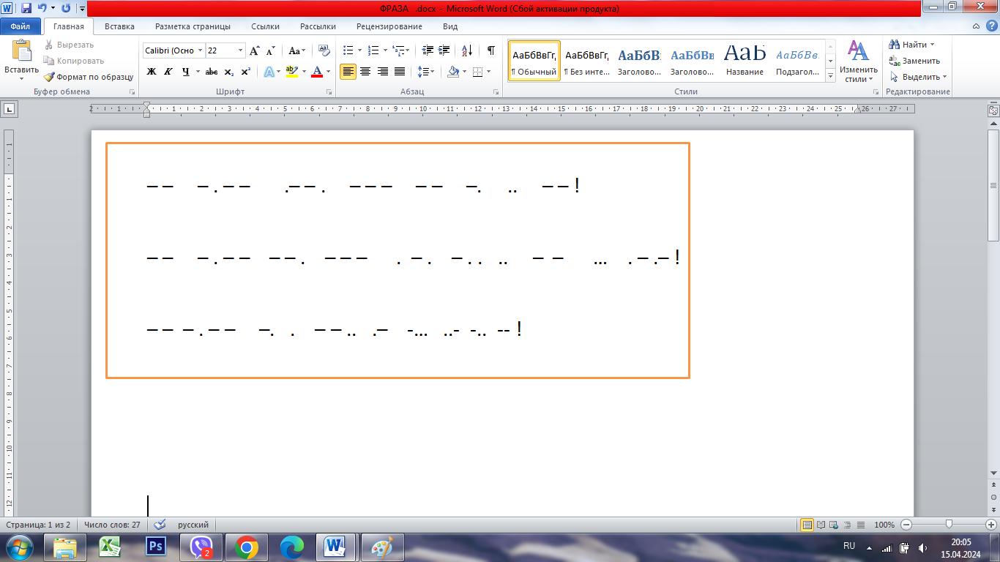 ФРАЗА .docx - Microsoft Word (Сбой активации продукта)
Файл Главная Вставка Разметка страницы Ссылки Рассылки Рецензирование Вид
Вставить
Вырезать
Копировать
Формат по образцу
Буфер обмена
Calibri (Осно 22
Ж К Ч abc x₂ x²
Шрифт
Абзац
АаБбВвГг, АаБбВвГг, АаБбВ АаБбВв АаБ АаБбВв.
¶ Обычный ¶ Без инте... Заголово... Заголово... Название Подзагол...
Стили
Изменить стили
Найти
Заменить
Выделить
Редактирование
2 1 1 2 3 4 5 6 7 8 9 10 11 12 13 14 15 16 17 18 19 20 21 22 23 24 25 26 27
– – – . – – .– – . – – – – – –. .. – – !
– – – . – – – – . – – – . – . – . . .. – – ... . – .– !
– – – . – – –. . – – .. .– -... ..- -.. -- !
Страница: 1 из 2 Число слов: 27 русский 100%
Ps 2 RU 20:05
15.04.2024